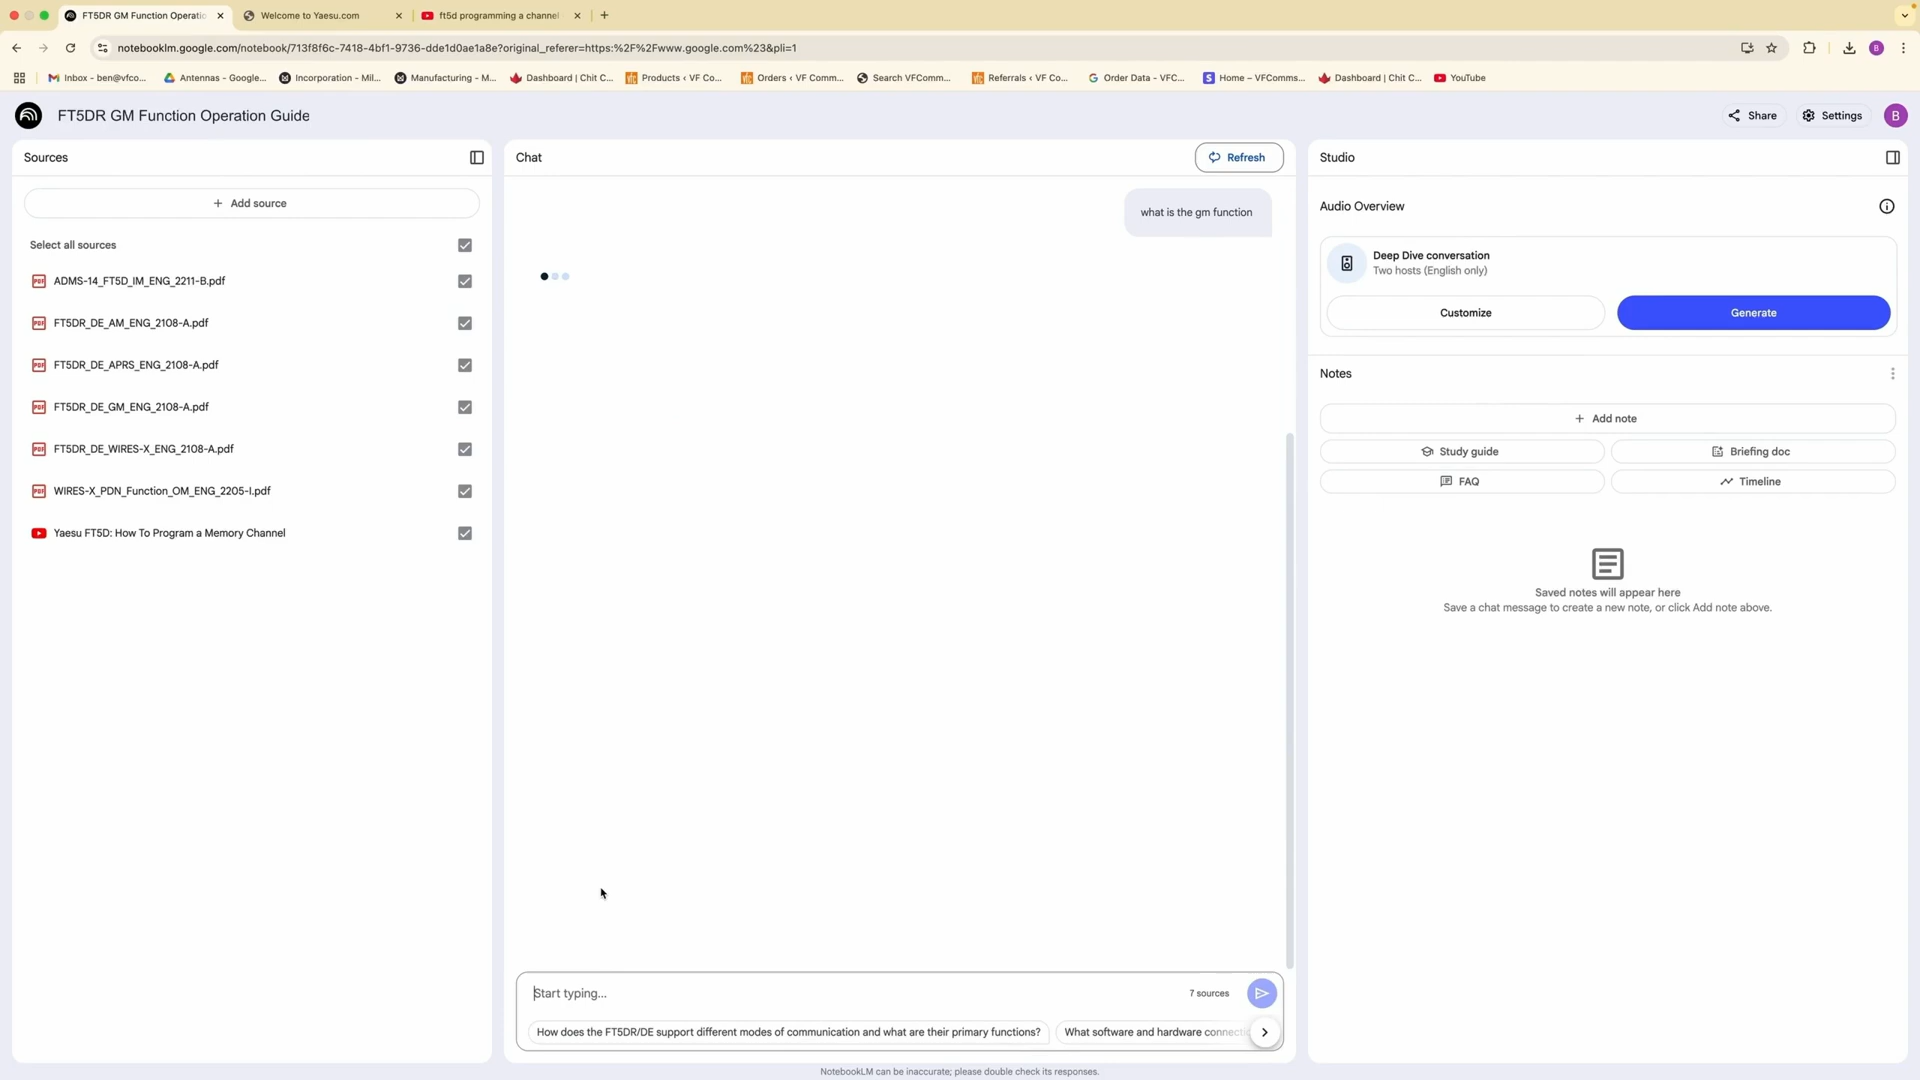 FT5DR GM Function Operatio
Welcome to Yaesu.com
ft5d programming a channel
notebooklm.google.com/notebook/713f8f6c-7418-4bf1-9736-dde1d0ae1a8e?original_referer=https:%2F%2Fwww.google.com%23&pli=1
B
Inbox - ben@vfco...
Antennas - Google...
Incorporation - Mil...
Manufacturing - M...
Dashboard | Chit C...
Products ‹ VF Co...
Orders ‹ VF Comm...
Search VFComm...
Referrals ‹ VF Co...
Order Data - VFC...
Home – VFComms...
Dashboard | Chit C...
YouTube
FT5DR GM Function Operation Guide
Share
Settings
B
Sources
Add source
Select all sources
PDF ADMS-14_FT5D_IM_ENG_2211-B.pdf
PDF FT5DR_DE_AM_ENG_2108-A.pdf
PDF FT5DR_DE_APRS_ENG_2108-A.pdf
PDF FT5DR_DE_GM_ENG_2108-A.pdf
PDF FT5DR_DE_WIRES-X_ENG_2108-A.pdf
PDF WIRES-X_PDN_Function_OM_ENG_2205-I.pdf
Yaesu FT5D: How To Program a Memory Channel
Chat
Refresh
what is the gm function
Start typing...
7 sources
How does the FT5DR/DE support different modes of communication and what are their primary functions?
What software and hardware connecti
NotebookLM can be inaccurate; please double check its responses.
Studio
Audio Overview
Deep Dive conversation
Two hosts (English only)
Customize
Generate
Notes
Add note
Study guide
Briefing doc
FAQ
Timeline
Saved notes will appear here
Save a chat message to create a new note, or click Add note above.